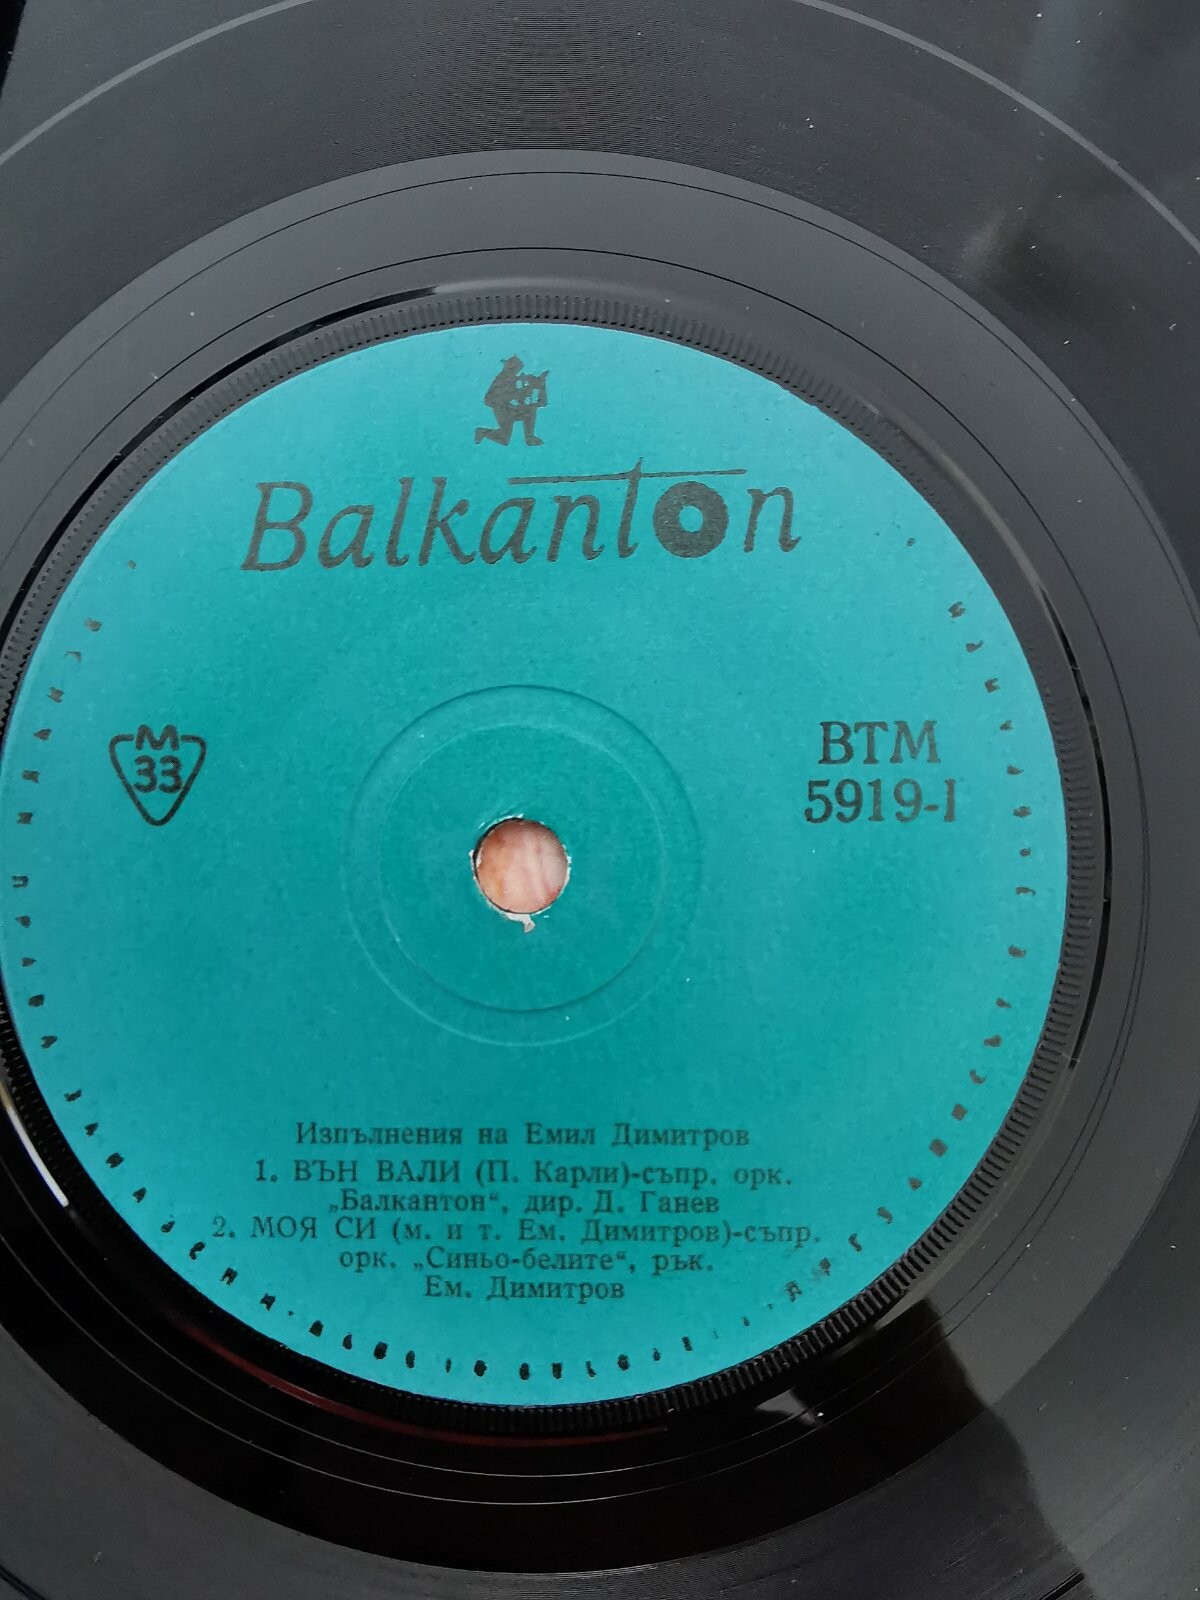 Balkanton
M
33
ВТМ
5919-I
Изпълнения на Емил Димитров
1. ВЪН ВАЛИ (П. Карли)-съпр. орк.
„Балкантон“, дир. Д. Ганев
2. МОЯ СИ (м. и т. Ем. Димитров)-съпр.
орк. „Синьо-белите“, рък.
Ем. Димитров